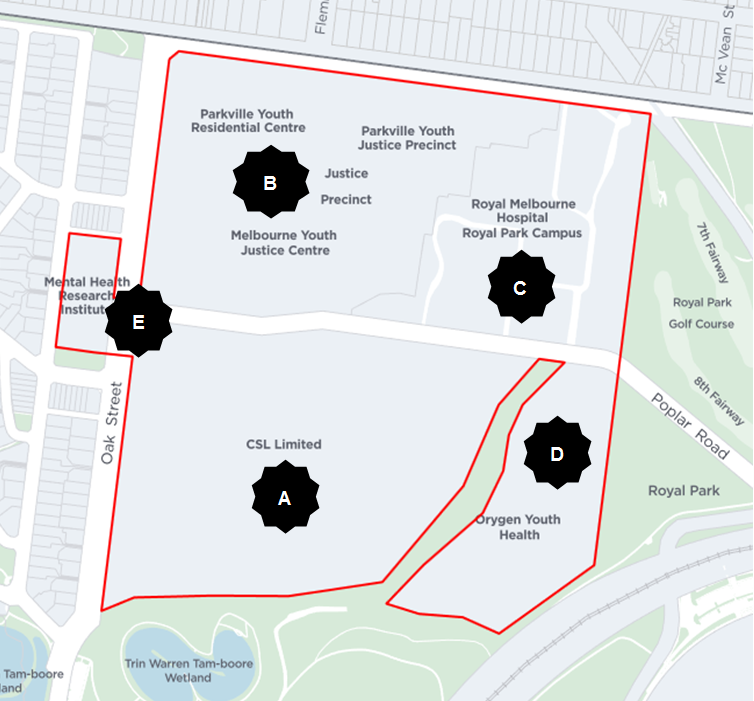 Flem
Mc Vean St
Parkville Youth
Residential Centre
Parkville Youth
Justice Precinct
B
Justice
Precinct
Melbourne Youth
Justice Centre
Royal Melbourne
Hospital
Royal Park Campus
C
7th Fairway
Royal Park
Golf Course
8th Fairway
Mental Health
Research
Institute
E
Oak Street
Poplar Road
CSL Limited
A
D
Orygen Youth
Health
Royal Park
Trin Warren Tam-boore
Wetland
Tam-boore
land